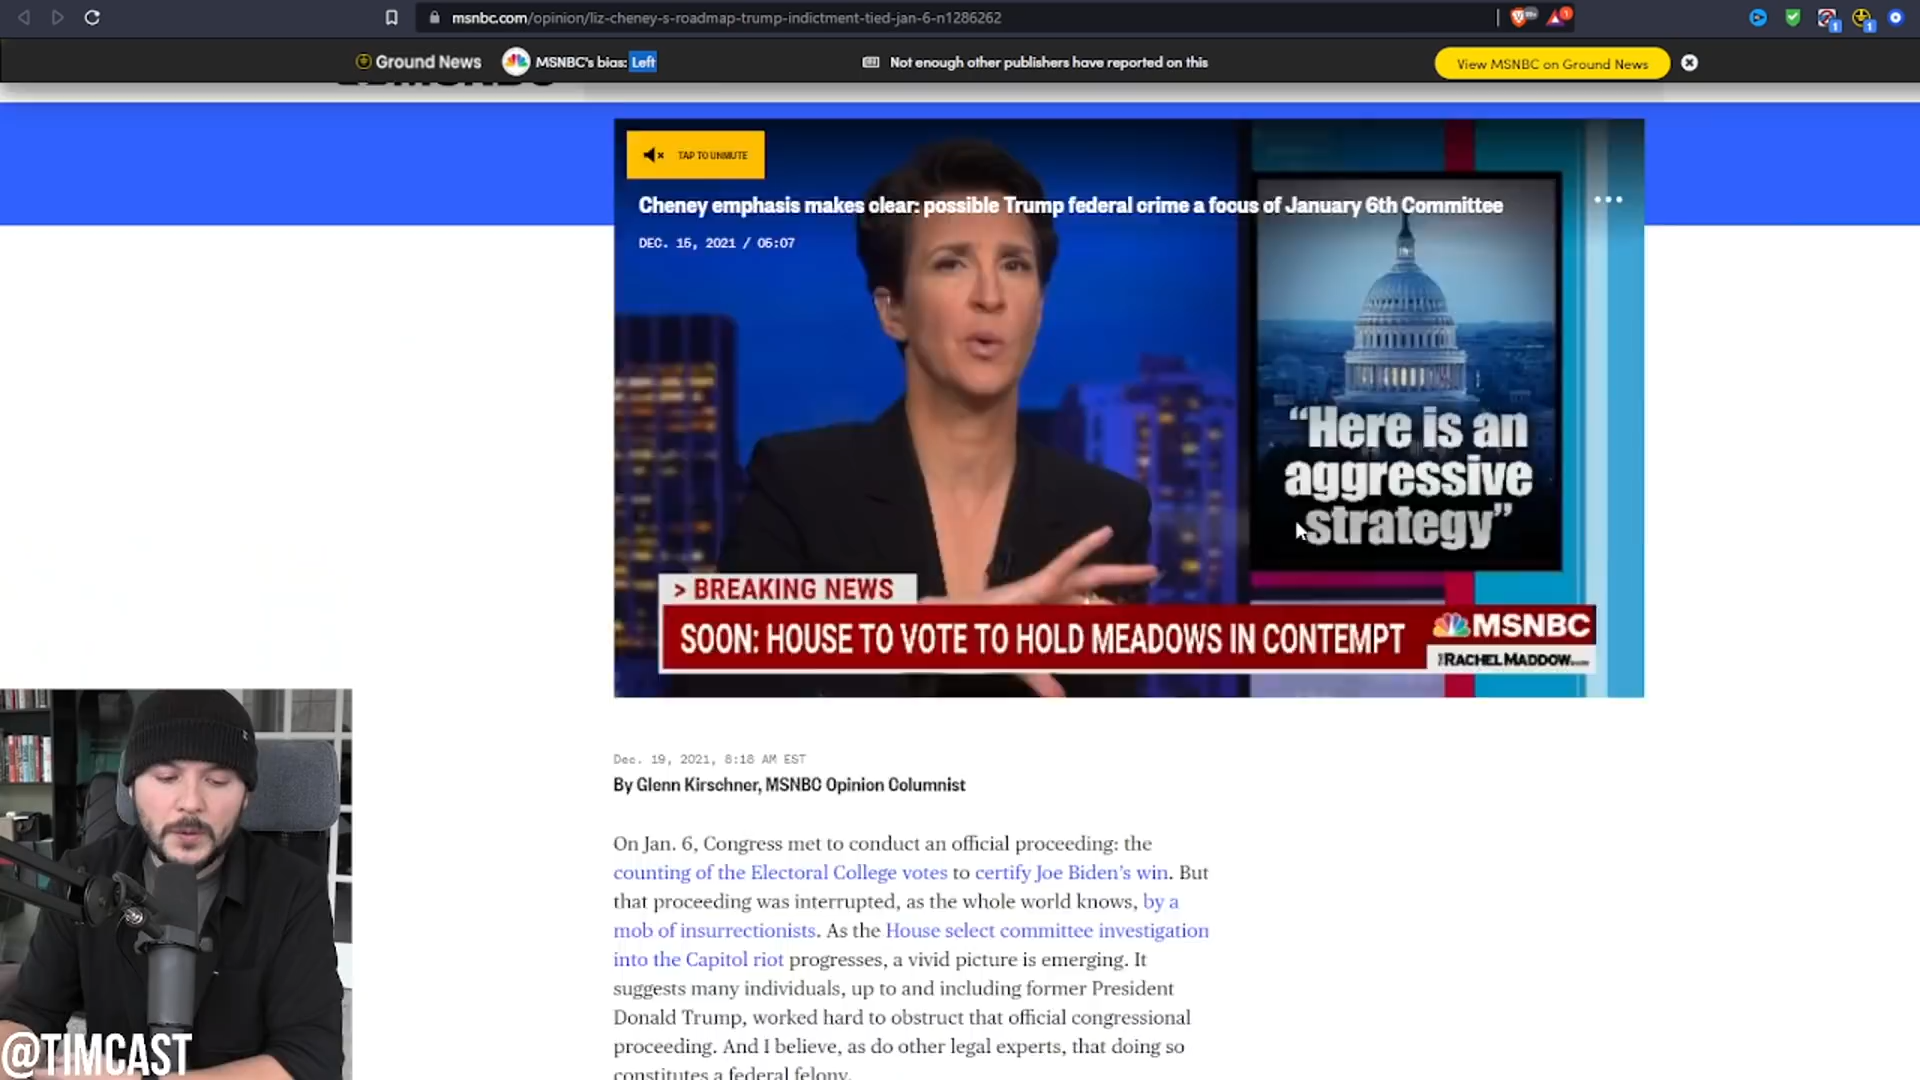 msnbc.com/opinion/liz-cheney-s-roadmap-trump-indictment-tied-jan-6-n1286262
Ground News
MSNBC's bias: Left
Not enough other publishers have reported on this
View MSNBC on Ground News
TAP TO UNMUTE
Cheney emphasis makes clear: possible Trump federal crime a focus of January 6th Committee
DEC. 15, 2021 / 05:07
“Here is an
aggressive
strategy”
> BREAKING NEWS
SOON: HOUSE TO VOTE TO HOLD MEADOWS IN CONTEMPT
MSNBC
RACHEL MADDOW
Dec. 19, 2021, 8:18 AM EST
By Glenn Kirschner, MSNBC Opinion Columnist
On Jan. 6, Congress met to conduct an official proceeding: the
counting of the Electoral College votes to certify Joe Biden’s win. But
that proceeding was interrupted, as the whole world knows, by a
mob of insurrectionists. As the House select committee investigation
into the Capitol riot progresses, a vivid picture is emerging. It
suggests many individuals, up to and including former President
Donald Trump, worked hard to obstruct that official congressional
proceeding. And I believe, as do other legal experts, that doing so
constitutes a federal felony.
@TIMCAST